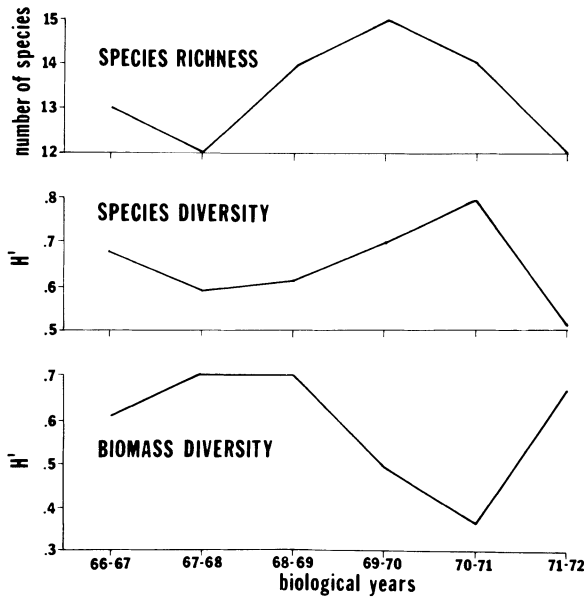 15
14
13
12
number of species
SPECIES RICHNESS
.8
.7
.6
.5
H'
SPECIES DIVERSITY
.7
.6
.5
.4
.3
H'
BIOMASS DIVERSITY
66-67 67-68 68-69 69-70 70-71 71-72
biological years